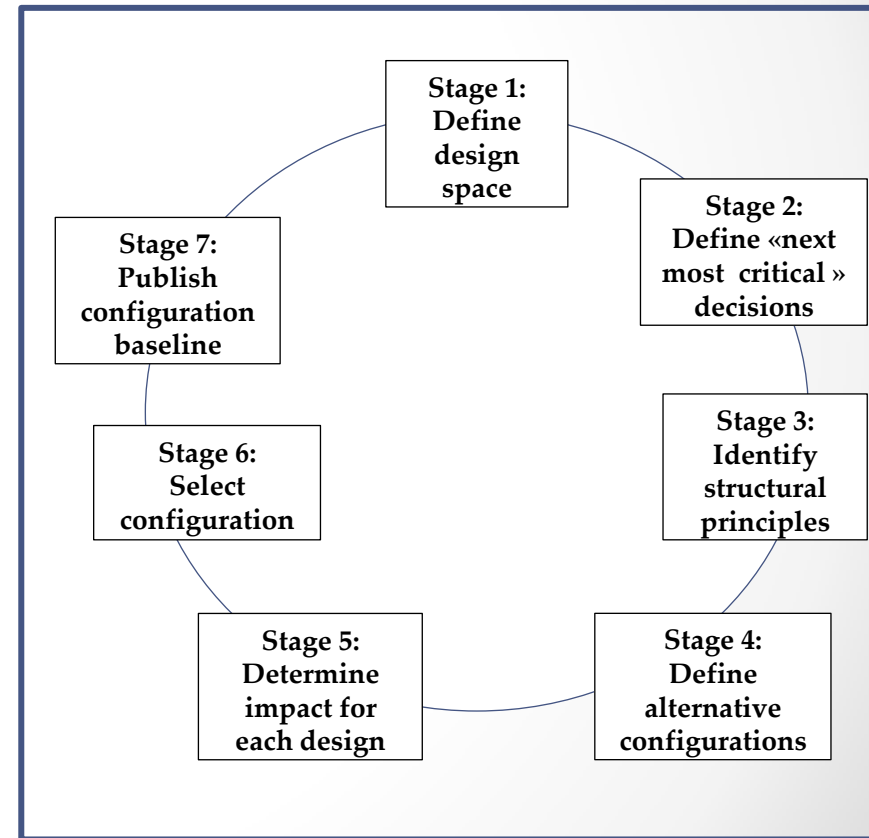 Stage 1:
Define
design
space
Stage 2:
Define «next
most critical »
decisions
Stage 3:
Identify
structural
principles
Stage 4:
Define
alternative
configurations
Stage 5:
Determine
impact for
each design
Stage 6:
Select
configuration
Stage 7:
Publish
configuration
baseline